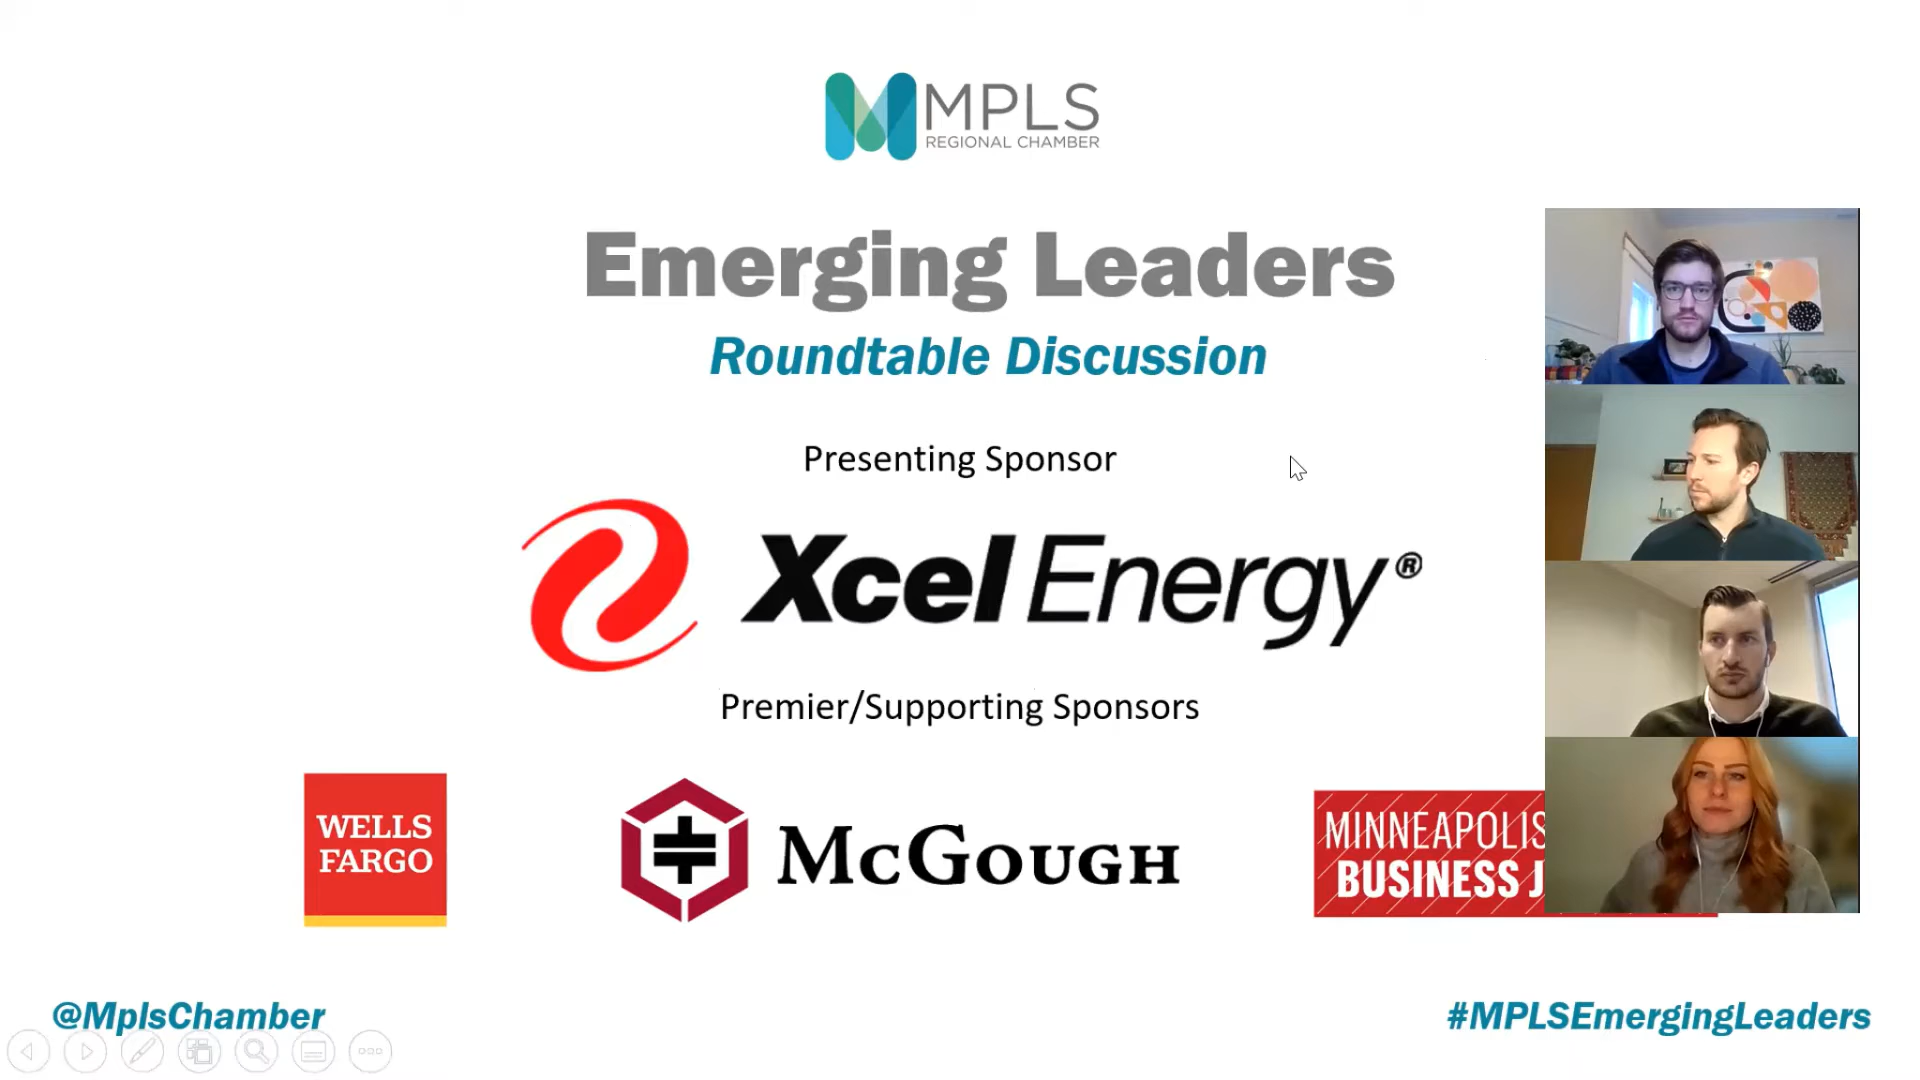 MPLS
REGIONAL CHAMBER
Emerging Leaders
Roundtable Discussion
Presenting Sponsor
Xcel Energy®
Premier/Supporting Sponsors
WELLS
FARGO
McGough
MINNEAPOLIS
BUSINESS J
@MplsChamber
#MPLSEmergingLeaders